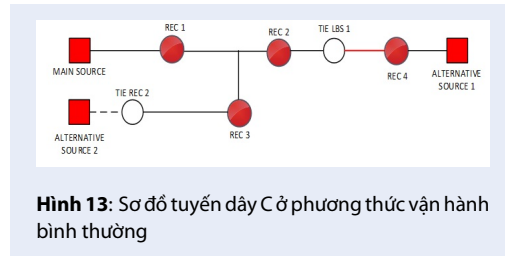 REC 1
REC 2
TIE LBS 1
MAIN SOURCE
REC 4
ALTERNATIVE
SOURCE 1
TIE REC 2
ALTERNATIVE
SOURCE 2
REC 3
Hình 13: Sơ đồ tuyến dây C ở phương thức vận hành
bình thường